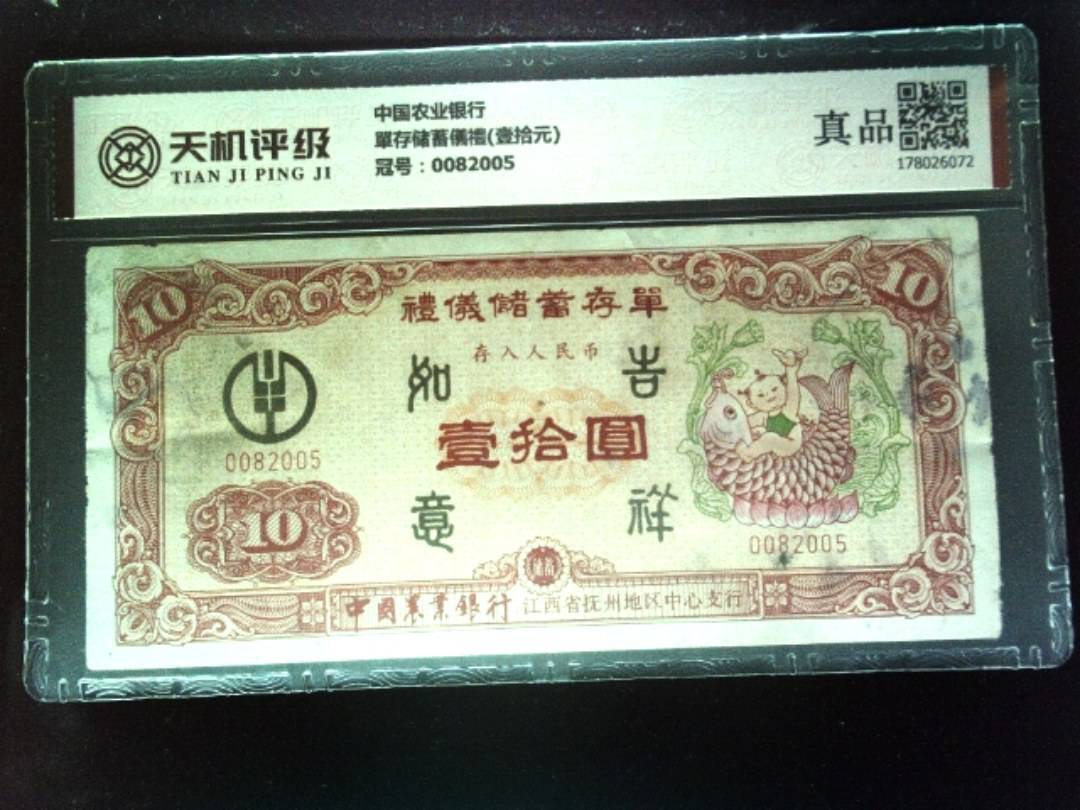 天机评级
TIAN JI PING JI
中国农业银行
單存储蓄儀禮(壹拾元)
冠号：0082005
真品
178026072
10
10
禮儀儲蓄存單
存入人民币
如
吉
壹拾圓
0082005
意
祥
10
0082005
中國農業銀行 江西省抚州地区中心支行